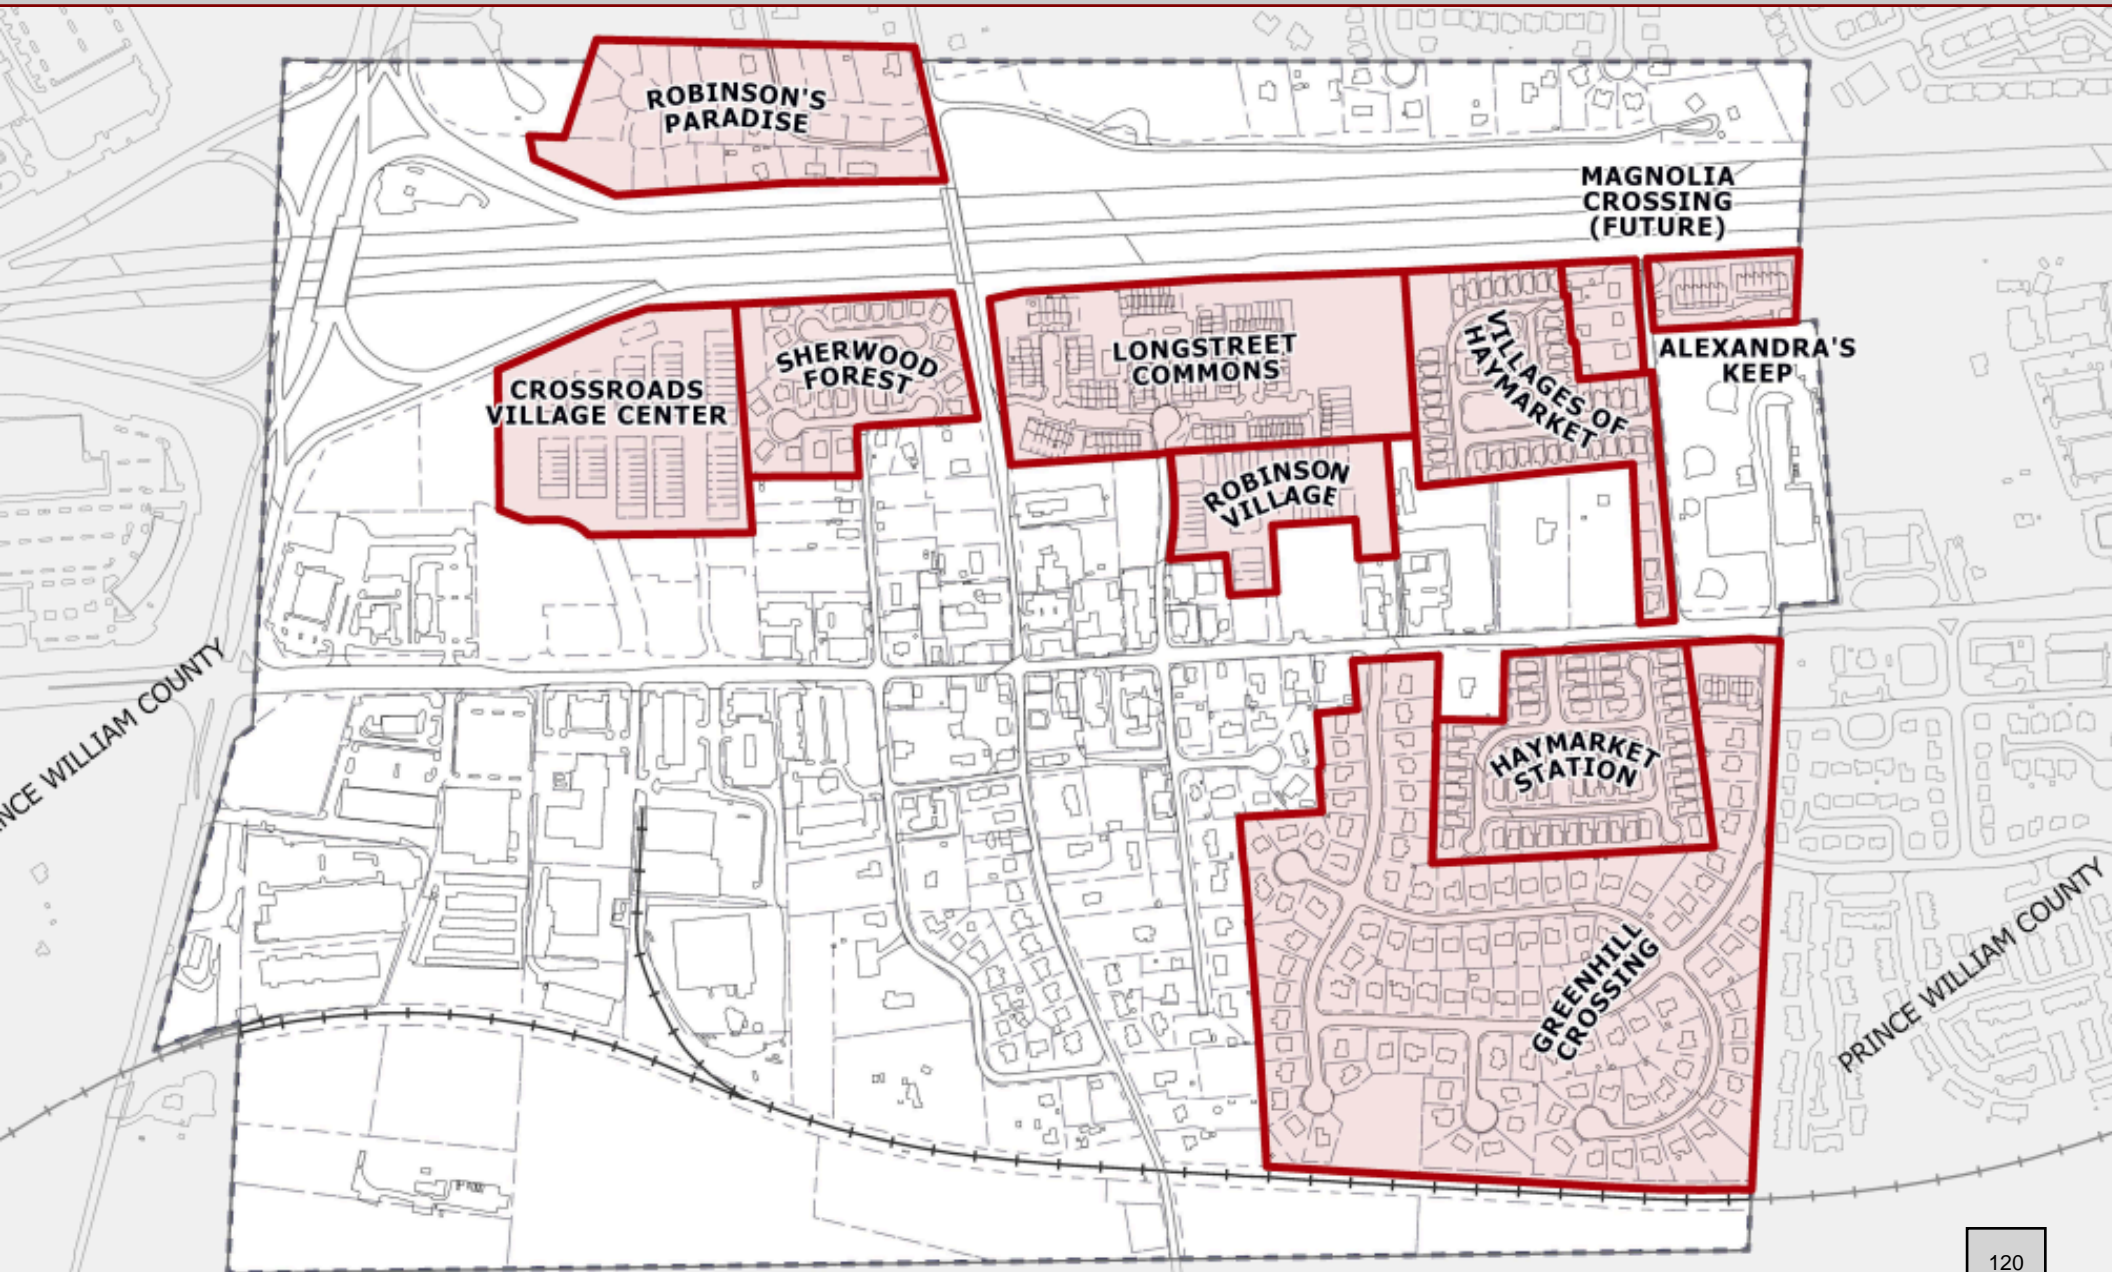 ROBINSON'S
PARADISE
MAGNOLIA
CROSSING
(FUTURE)
CROSSROADS
VILLAGE CENTER
SHERWOOD
FOREST
LONGSTREET
COMMONS
VILLAGES OF
HAYMARKET
ALEXANDRA'S
KEEP
ROBINSON
VILLAGE
NCE WILLIAM COUNTY
HAYMARKET
STATION
GREENHILL
CROSSING
PRINCE WILLIAM COUNTY
120